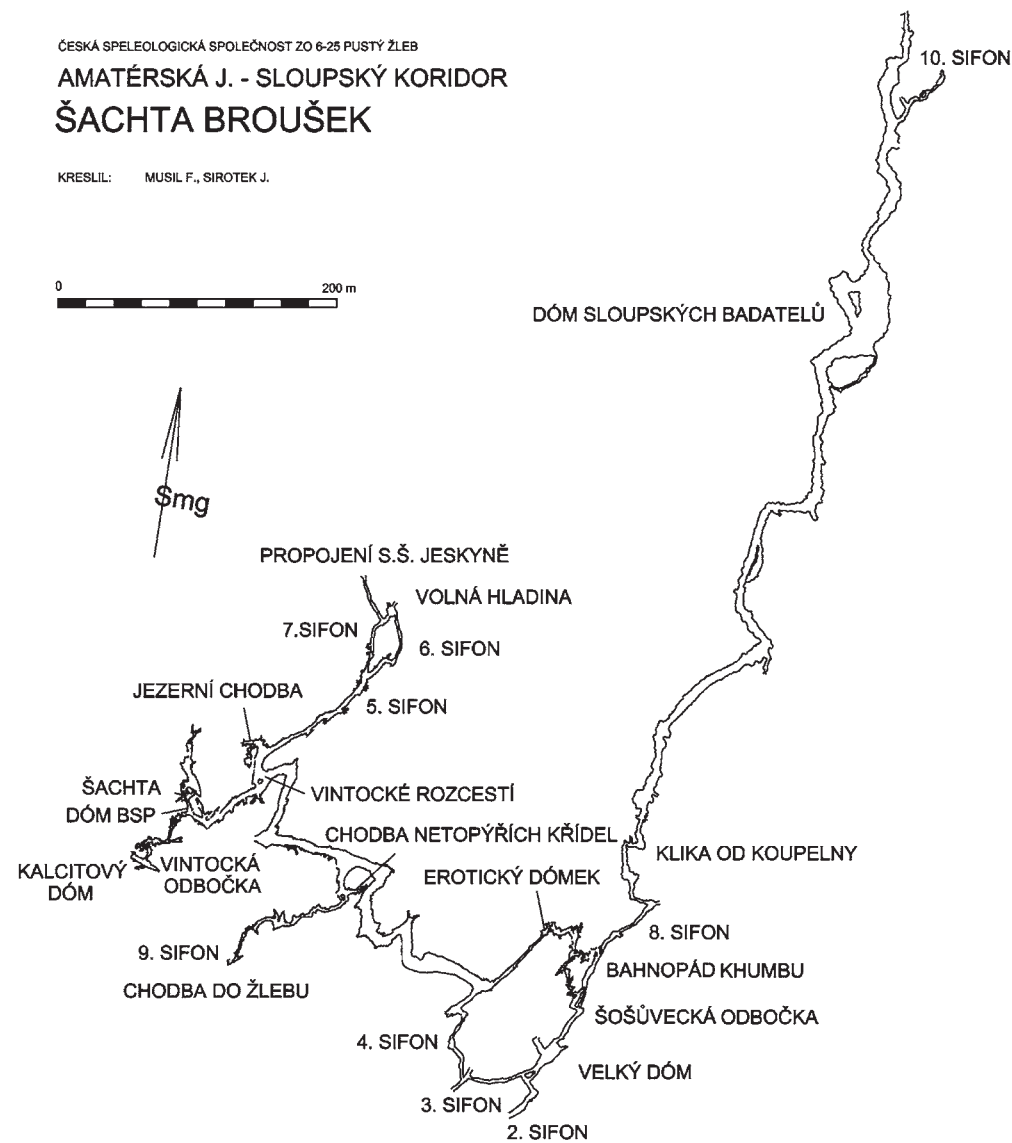 ČESKÁ SPELEOLOGICKÁ SPOLEČNOST ZO 6-25 PUSTÝ ŽLEB
AMATÉRSKÁ J. - SLOUPSKÝ KORIDOR
ŠACHTA BROUŠEK
KRESLIL: MUSIL F., SIROTEK J.
0 200 m
10. SIFON
DÓM SLOUPSKÝCH BADATELŮ
Smg
PROPOJENÍ S.Š. JESKYNĚ
VOLNÁ HLADINA
7.SIFON
6. SIFON
JEZERNÍ CHODBA
5. SIFON
ŠACHTA
DÓM BSP
VINTOCKÉ ROZCESTÍ
CHODBA NETOPÝŘÍCH KŘÍDEL
KALCITOVÝ
DÓM
VINTOCKÁ
ODBOČKA
KLIKA OD KOUPELNY
EROTICKÝ DÓMEK
9. SIFON
8. SIFON
CHODBA DO ŽLEBU
BAHNOPÁD KHUMBU
ŠOŠŮVECKÁ ODBOČKA
4. SIFON
VELKÝ DÓM
3. SIFON
2. SIFON